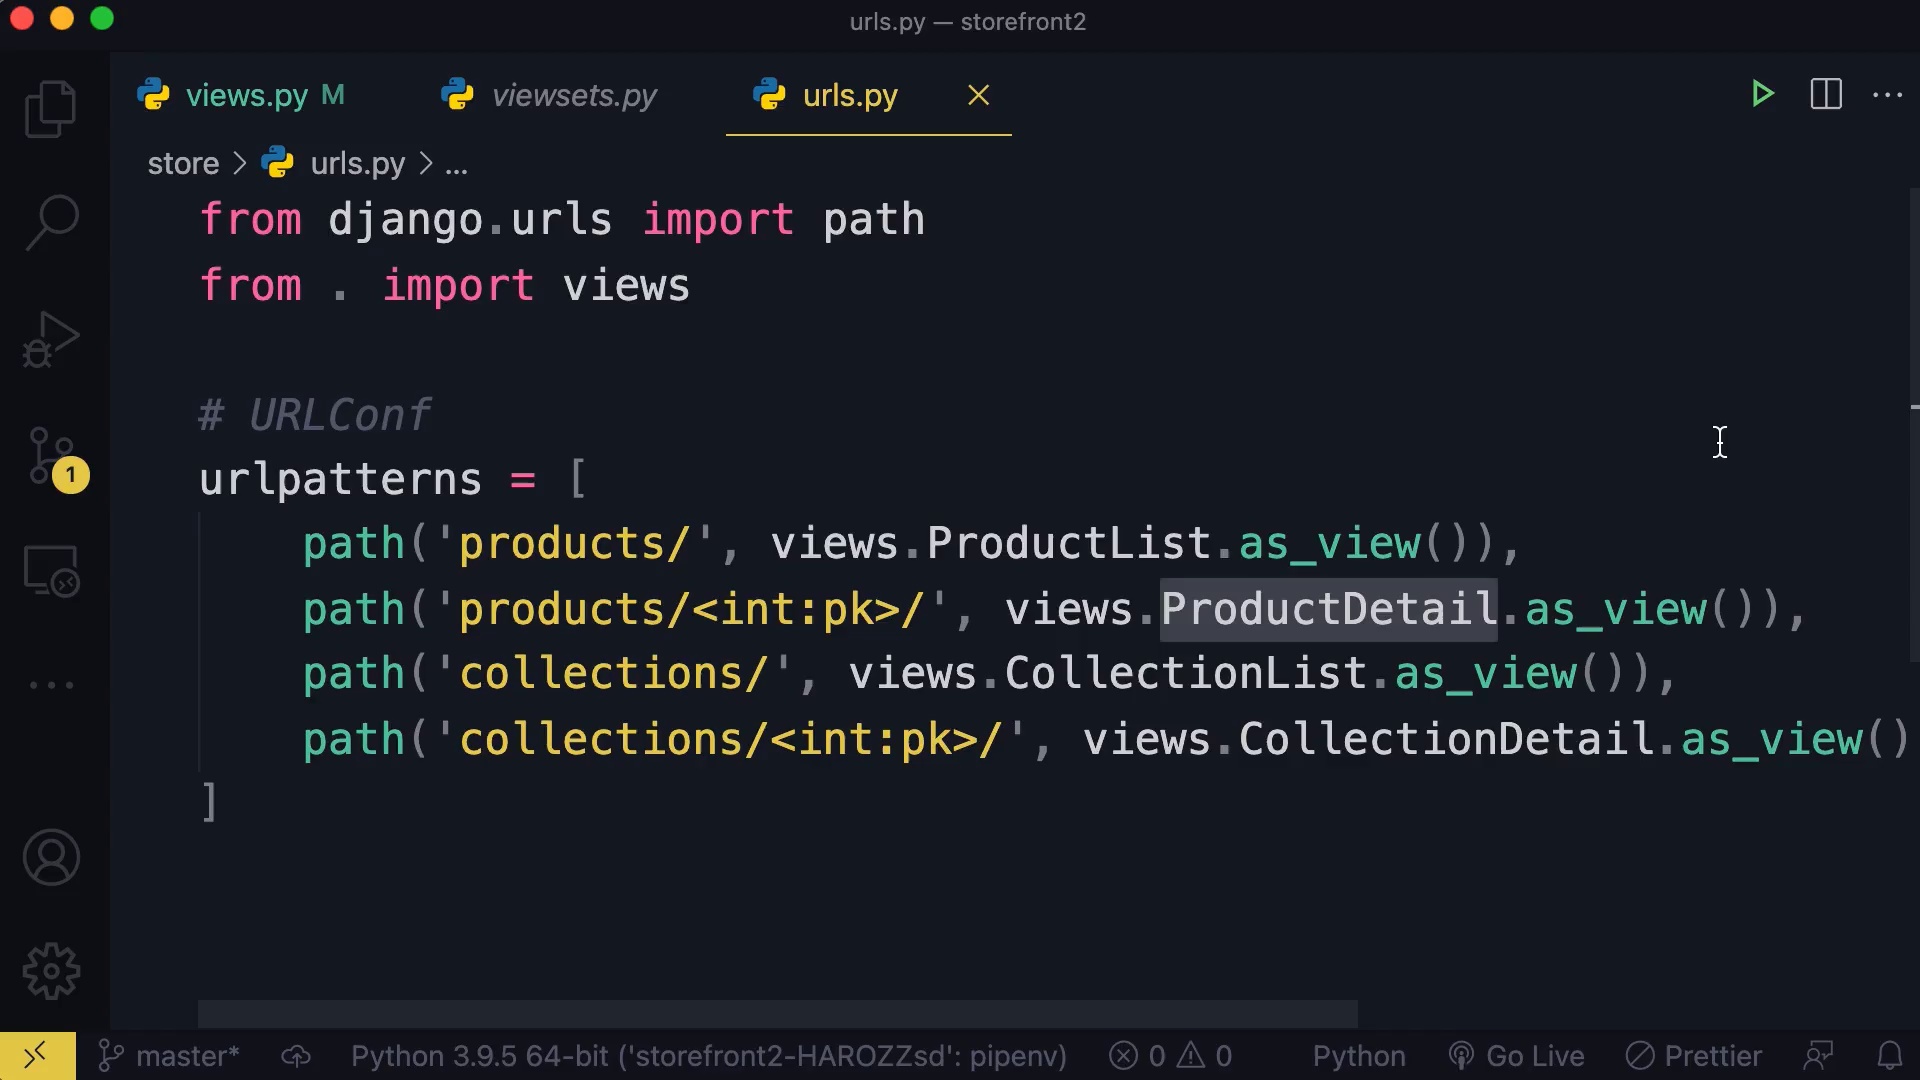 urls.py — storefront2
views.py M
viewsets.py
urls.py
store > urls.py > ...
from django.urls import path
from . import views
# URLConf
urlpatterns = [
    path('products/', views.ProductList.as_view()),
    path('products/<int:pk>/', views.ProductDetail.as_view()),
    path('collections/', views.CollectionList.as_view()),
    path('collections/<int:pk>/', views.CollectionDetail.as_view()
]
1
master* Python 3.9.5 64-bit ('storefront2-HAROZZsd': pipenv) 0 0 Python Go Live Prettier